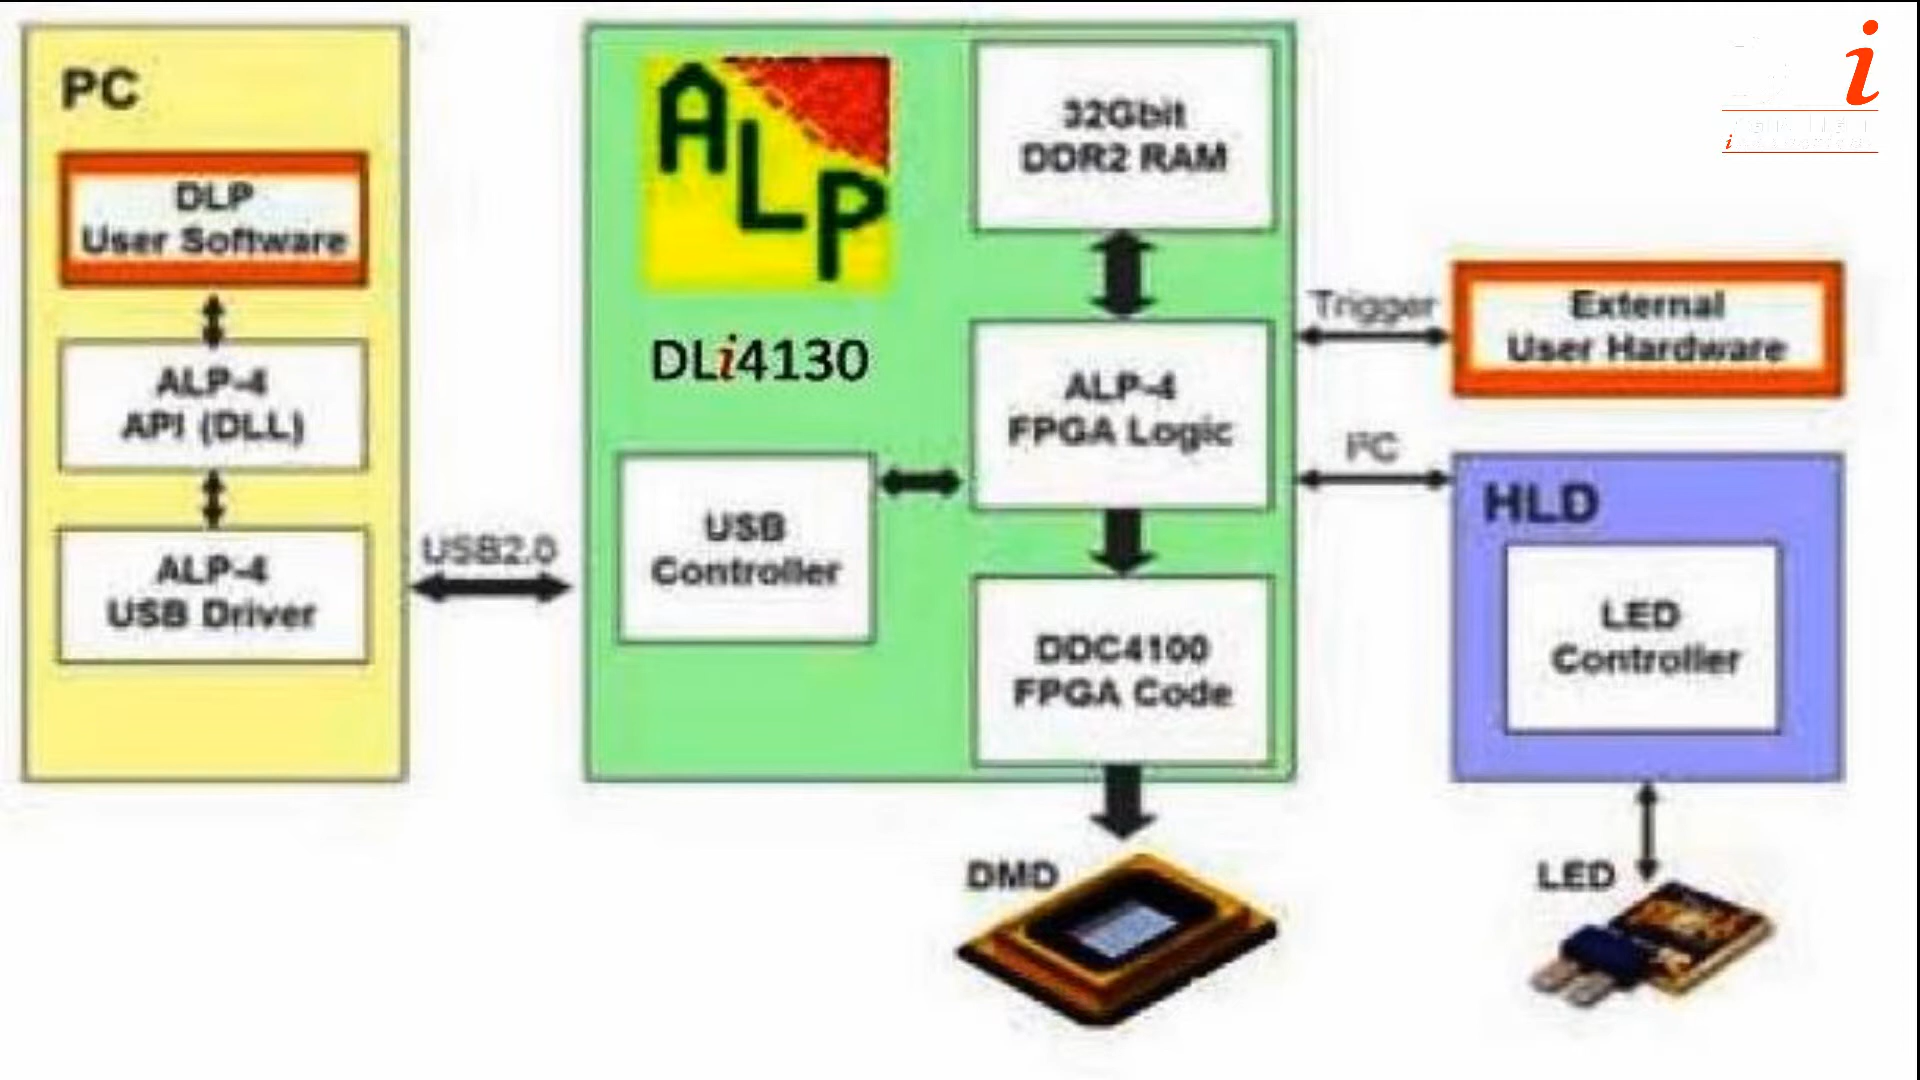 PC
DLP
User Software
ALP-4
API (DLL)
ALP-4
USB Driver
USB2.0
ALP
DLi4130
USB
Controller
32Gbit
DDR2 RAM
ALP-4
FPGA Logic
DDC4100
FPGA Code
DMD
Trigger
External
User Hardware
I²C
HLD
LED
Controller
LED
i